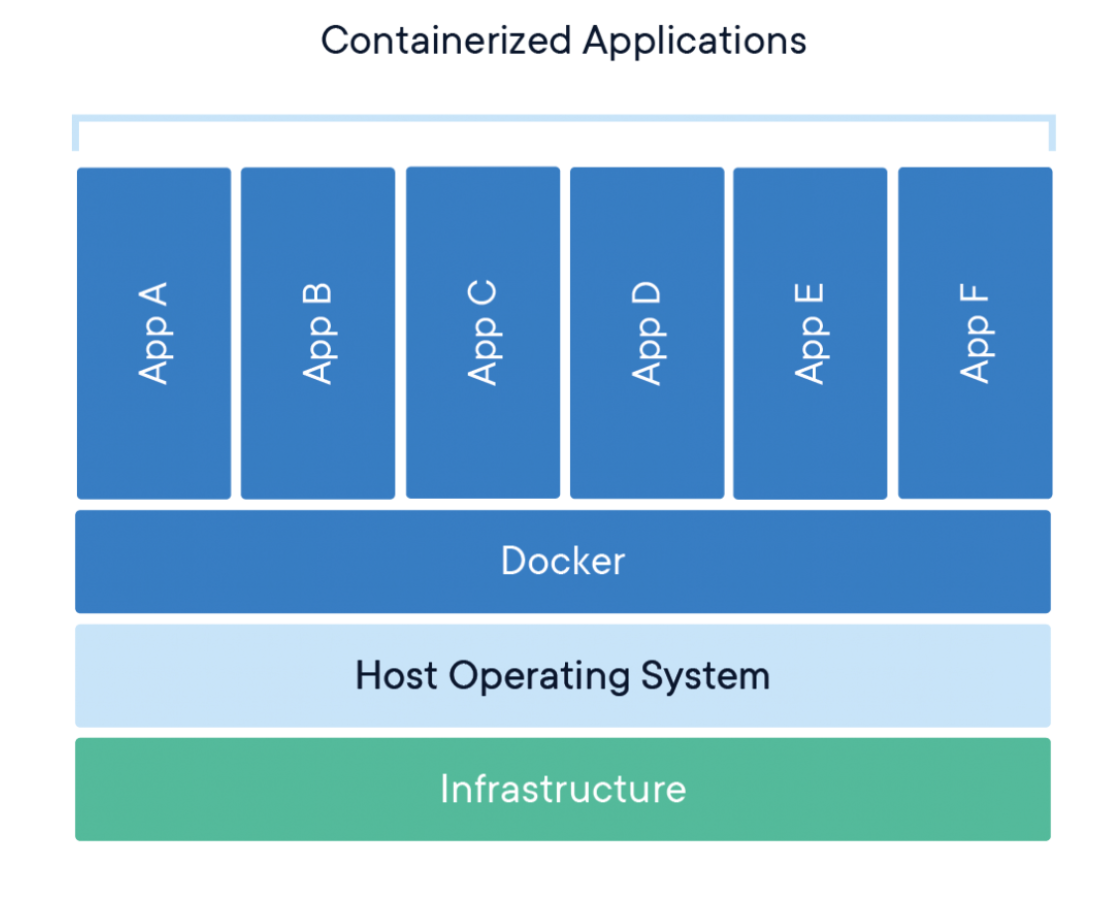 Containerized Applications
App A
App B
App C
App D
App E
App F
Docker
Host Operating System
Infrastructure